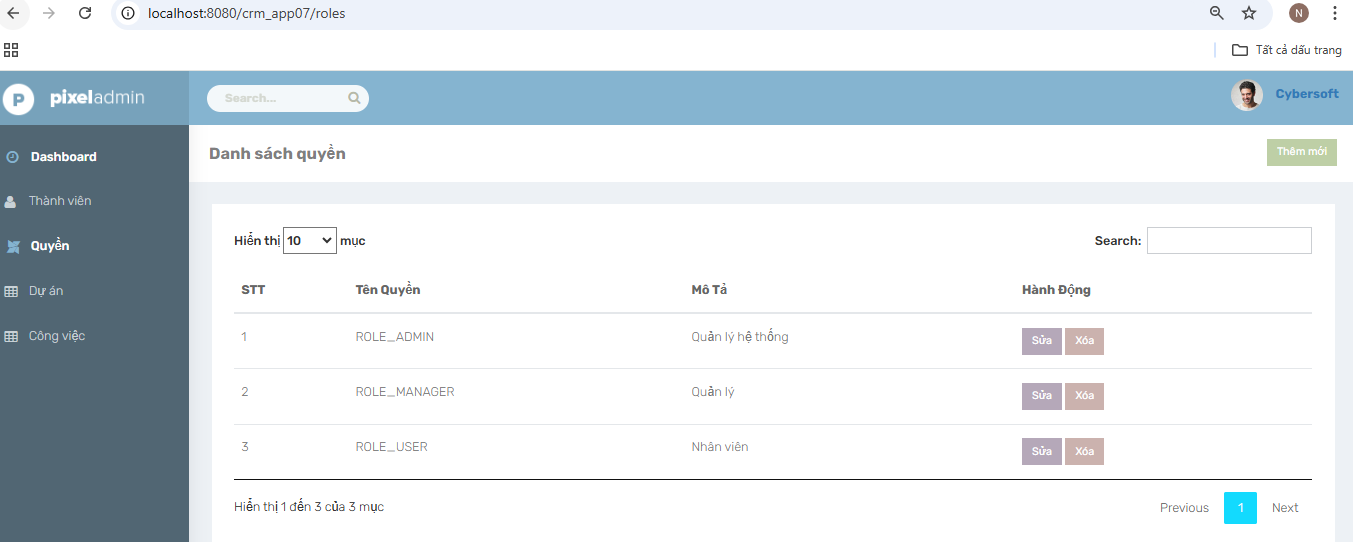 localhost:8080/crm_app07/roles
N
Tất cả dấu trang
P pixeladmin
Search...
Cybersoft
Dashboard
Thành viên
Quyền
Dự án
Công việc
Danh sách quyền
Thêm mới
Hiển thị 10 mục
Search:
STT Tên Quyền Mô Tả Hành Động
1 ROLE_ADMIN Quản lý hệ thống Sửa Xóa
2 ROLE_MANAGER Quản lý Sửa Xóa
3 ROLE_USER Nhân viên Sửa Xóa
Hiển thị 1 đến 3 của 3 mục
Previous 1 Next